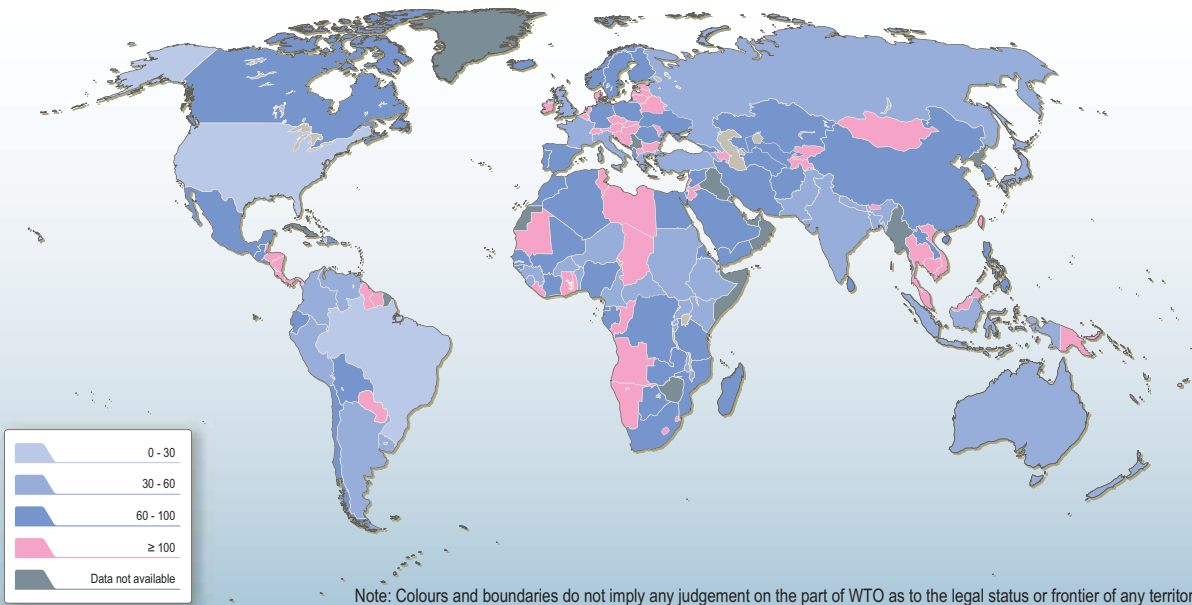 0 - 30
30 - 60
60 - 100
≥ 100
Data not available
Note: Colours and boundaries do not imply any judgement on the part of WTO as to the legal status or frontier of any territor